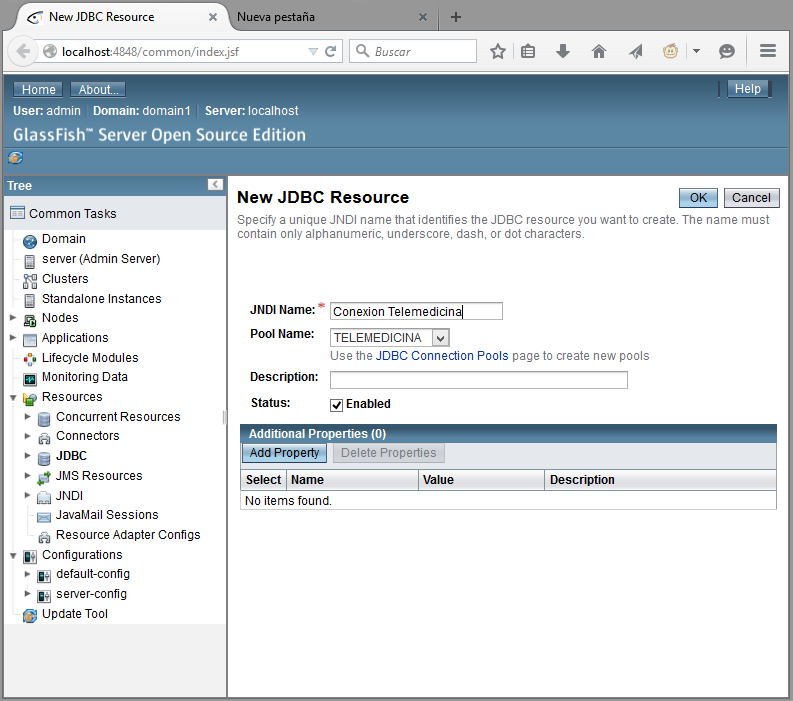 New JDBC Resource
Nueva pestaña
localhost:4848/common/index.jsf
Buscar
Home
About...
Help
User: admin
Domain: domain1
Server: localhost
GlassFish™ Server Open Source Edition
Tree
Common Tasks
Domain
server (Admin Server)
Clusters
Standalone Instances
Nodes
Applications
Lifecycle Modules
Monitoring Data
Resources
Concurrent Resources
Connectors
JDBC
JMS Resources
JNDI
JavaMail Sessions
Resource Adapter Configs
Configurations
default-config
server-config
Update Tool
New JDBC Resource
OK
Cancel
Specify a unique JNDI name that identifies the JDBC resource you want to create. The name must
contain only alphanumeric, underscore, dash, or dot characters.
JNDI Name: * Conexion Telemedicina
Pool Name: TELEMEDICINA
Use the JDBC Connection Pools page to create new pools
Description:
Status: Enabled
Additional Properties (0)
Add Property Delete Properties
Select Name Value Description
No items found.